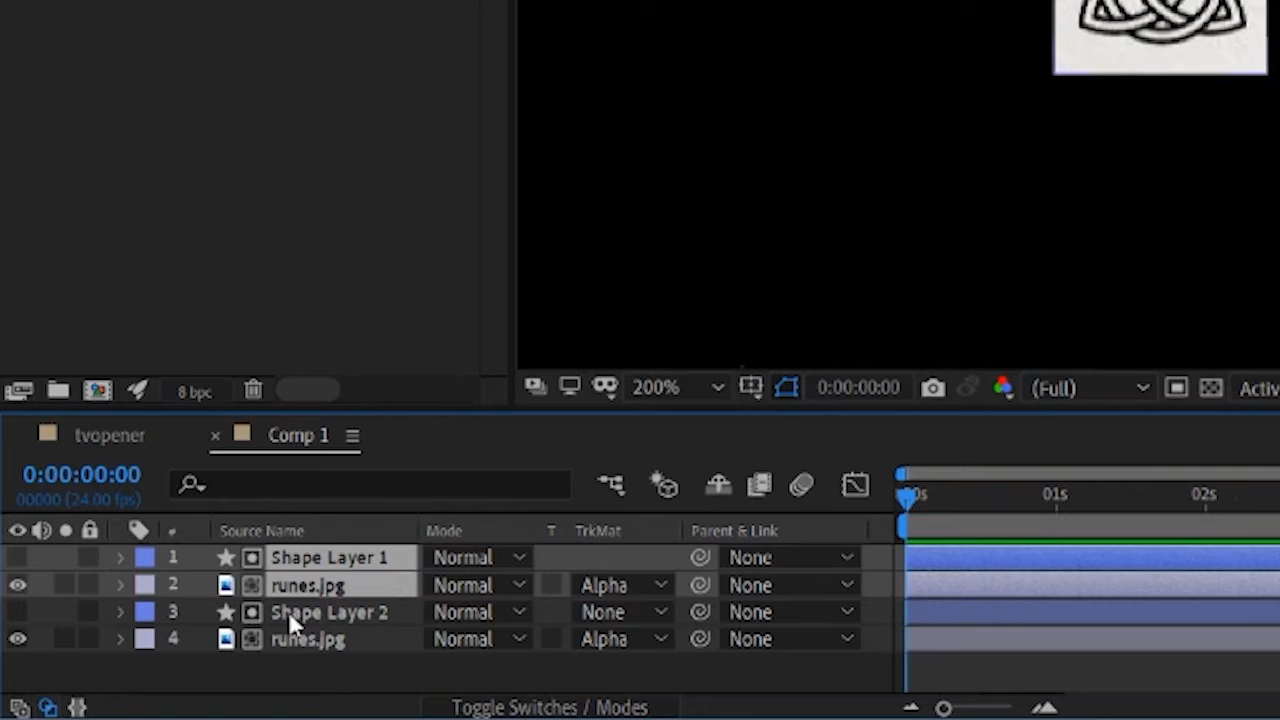 8 bpc
200%
0:00:00:00
(Full)
Activ
tvopener
× Comp 1
0:00:00:00
00000 (24.00 fps)
0s
01s
02s
#
Source Name
Mode
T
TrkMat
Parent & Link
1
Shape Layer 1
Normal
None
2
runes.jpg
Normal
Alpha
None
3
Shape Layer 2
Normal
None
None
4
runes.jpg
Normal
Alpha
None
Toggle Switches / Modes